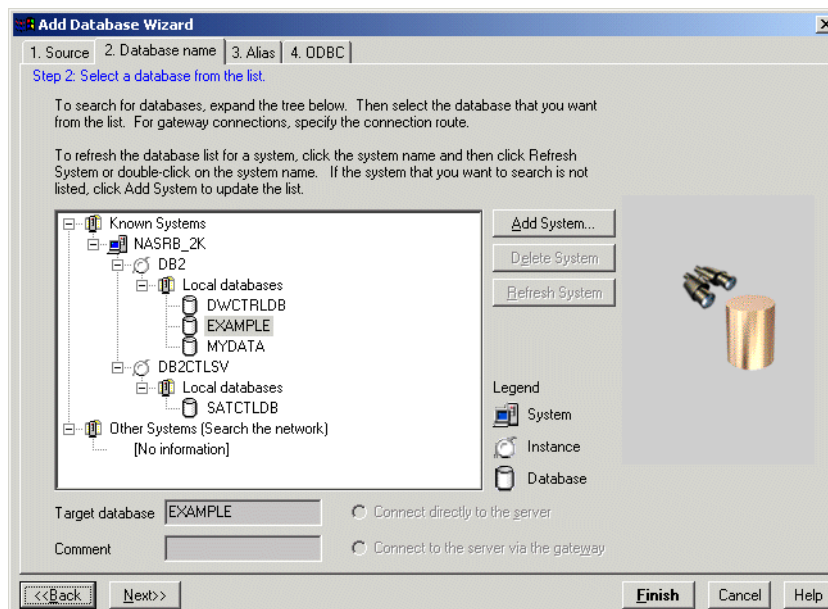 Add Database Wizard
1. Source
2. Database name
3. Alias
4. ODBC
Step 2: Select a database from the list.
To search for databases, expand the tree below. Then select the database that you want
from the list. For gateway connections, specify the connection route.
To refresh the database list for a system, click the system name and then click Refresh
System or double-click on the system name. If the system that you want to search is not
listed, click Add System to update the list.
Known Systems
NASRB_2K
DB2
Local databases
DWCTRLDB
EXAMPLE
MYDATA
DB2CTLSV
Local databases
SATCTLDB
Other Systems (Search the network)
[No information]
Add System...
Delete System
Refresh System
Legend
System
Instance
Database
Target database
EXAMPLE
Connect directly to the server
Comment
Connect to the server via the gateway
<<Back
Next>>
Finish
Cancel
Help